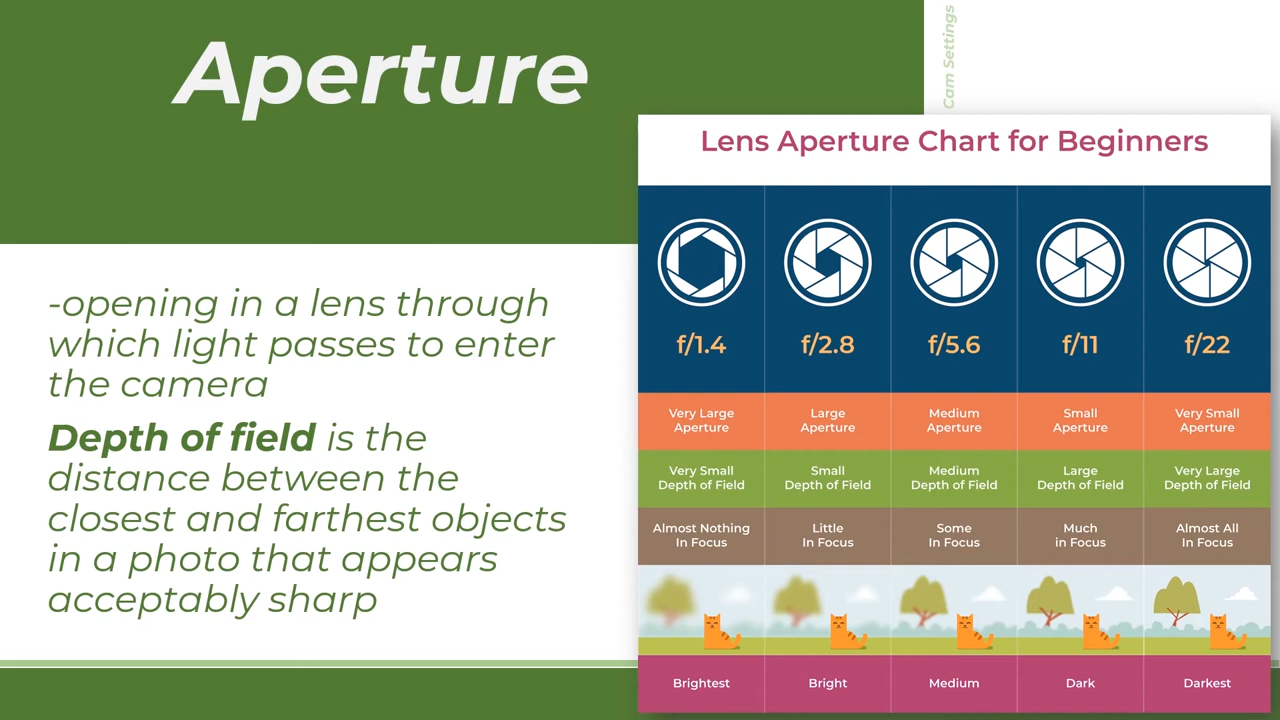 Aperture
Cam Settings
-opening in a lens through
which light passes to enter
the camera
Depth of field is the
distance between the
closest and farthest objects
in a photo that appears
acceptably sharp
Lens Aperture Chart for Beginners
f/1.4 f/2.8 f/5.6 f/11 f/22
Very Large Large Medium Small Very Small
Aperture Aperture Aperture Aperture Aperture
Very Small Small Medium Large Very Large
Depth of Field Depth of Field Depth of Field Depth of Field Depth of Field
Almost Nothing Little Some Much Almost All
In Focus In Focus In Focus in Focus In Focus
Brightest Bright Medium Dark Darkest